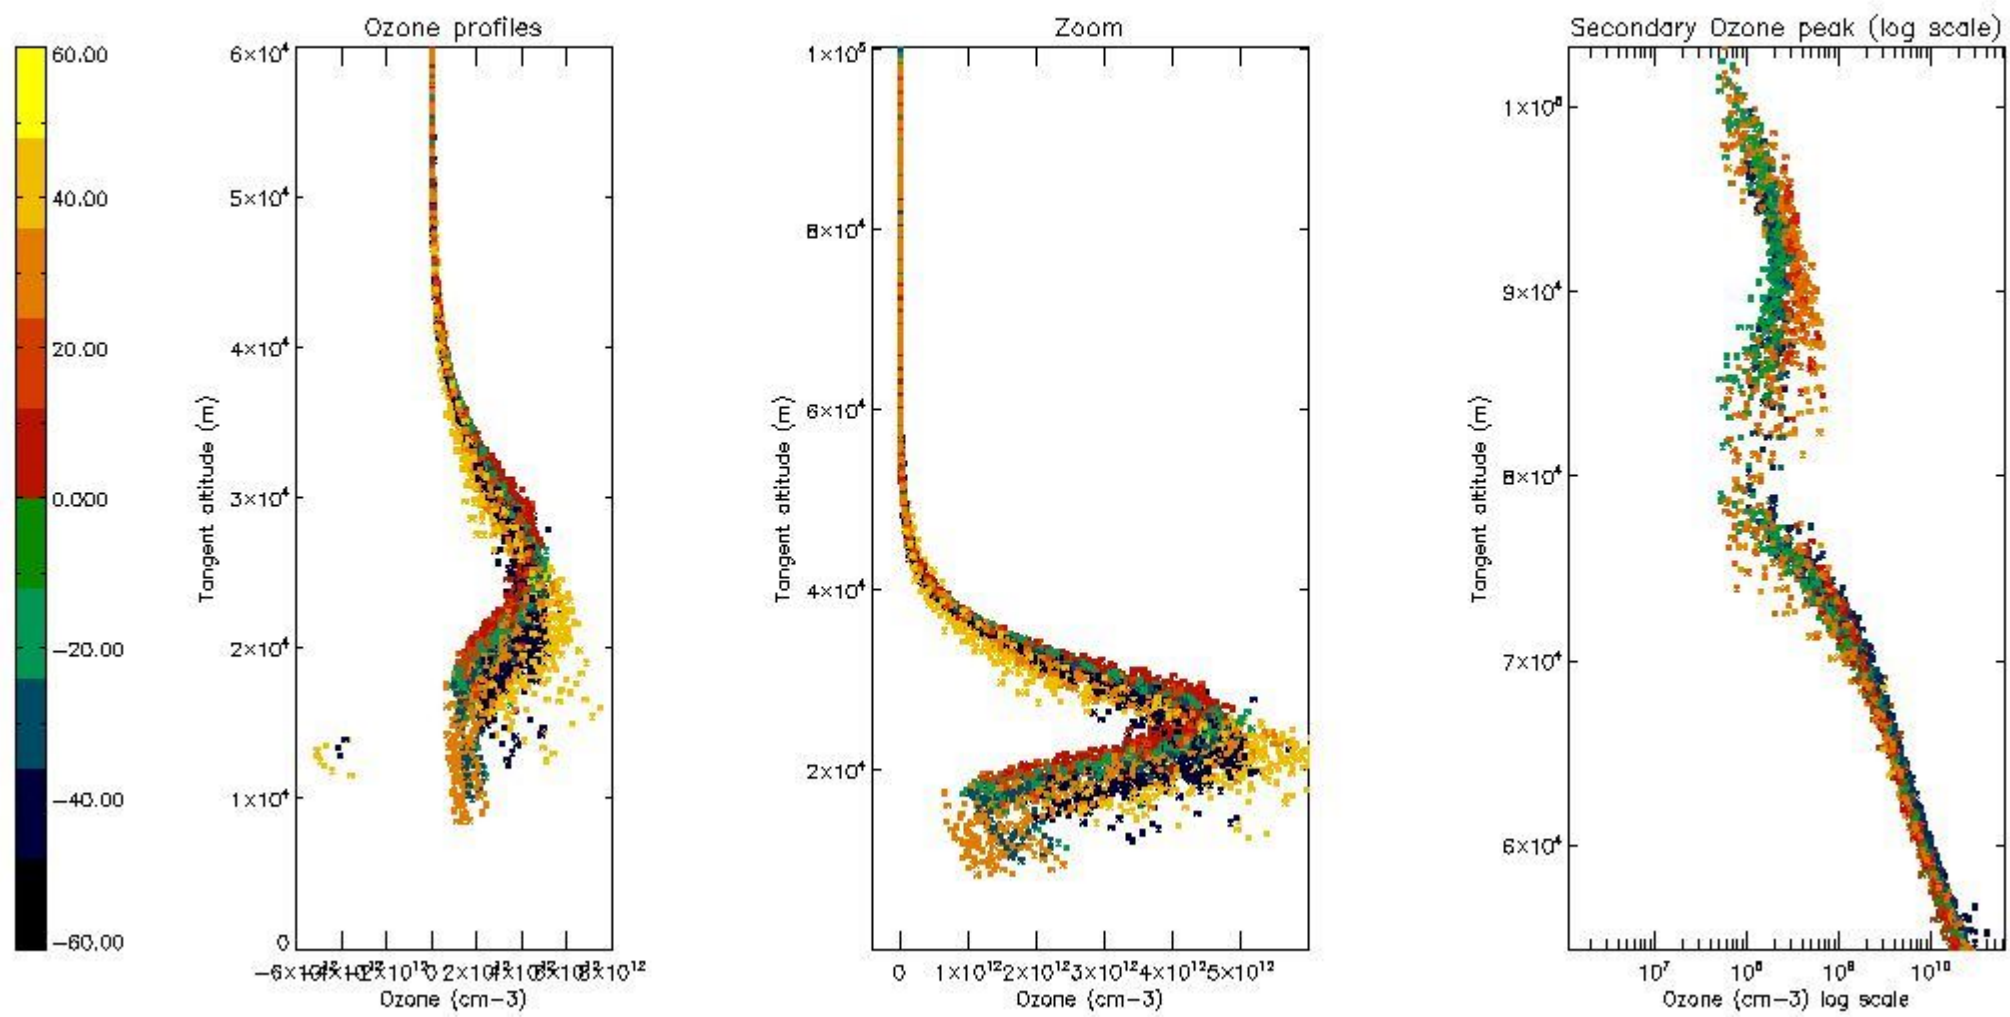 Ozone profiles
Zoom
Secondary Ozone peak (log scale)
60.00
40.00
20.00
−20.00
−40.00
−60.00
6×10⁴
5×10⁴
4×10⁴
3×10⁴
2×10⁴
1×10⁴
0
Tangent altitude (m)
0
Ozone (cm−3)
1×10⁵
8×10⁴
6×10⁴
4×10⁴
2×10⁴
Tangent altitude (m)
0 1×10¹² 2×10¹² 3×10¹² 4×10¹² 5×10¹²
Ozone (cm−3)
9×10⁴
8×10⁴
7×10⁴
6×10⁴
Tangent altitude (m)
10⁷ 10⁸ 10⁹ 10¹⁰
Ozone (cm−3) log scale